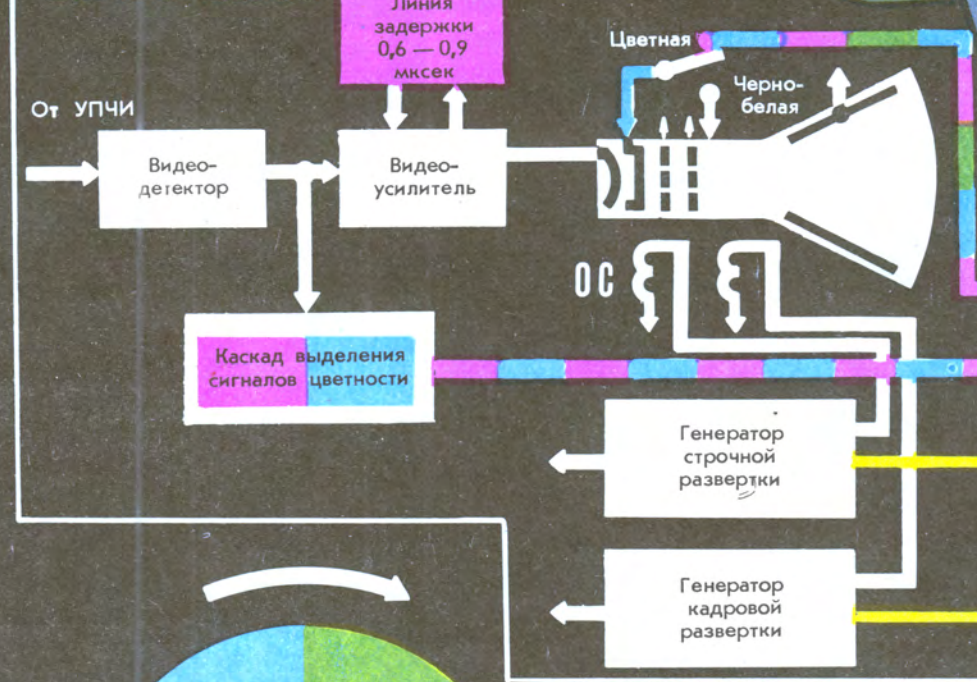 Линия
задержки
0,6 — 0,9
мксек
Цветная
Черно-
белая
От УПЧИ
Видео-
детектор
Видео-
усилитель
ОС
Каскад выделения
сигналов цветности
Генератор
строчной
развертки
Генератор
кадровой
развертки